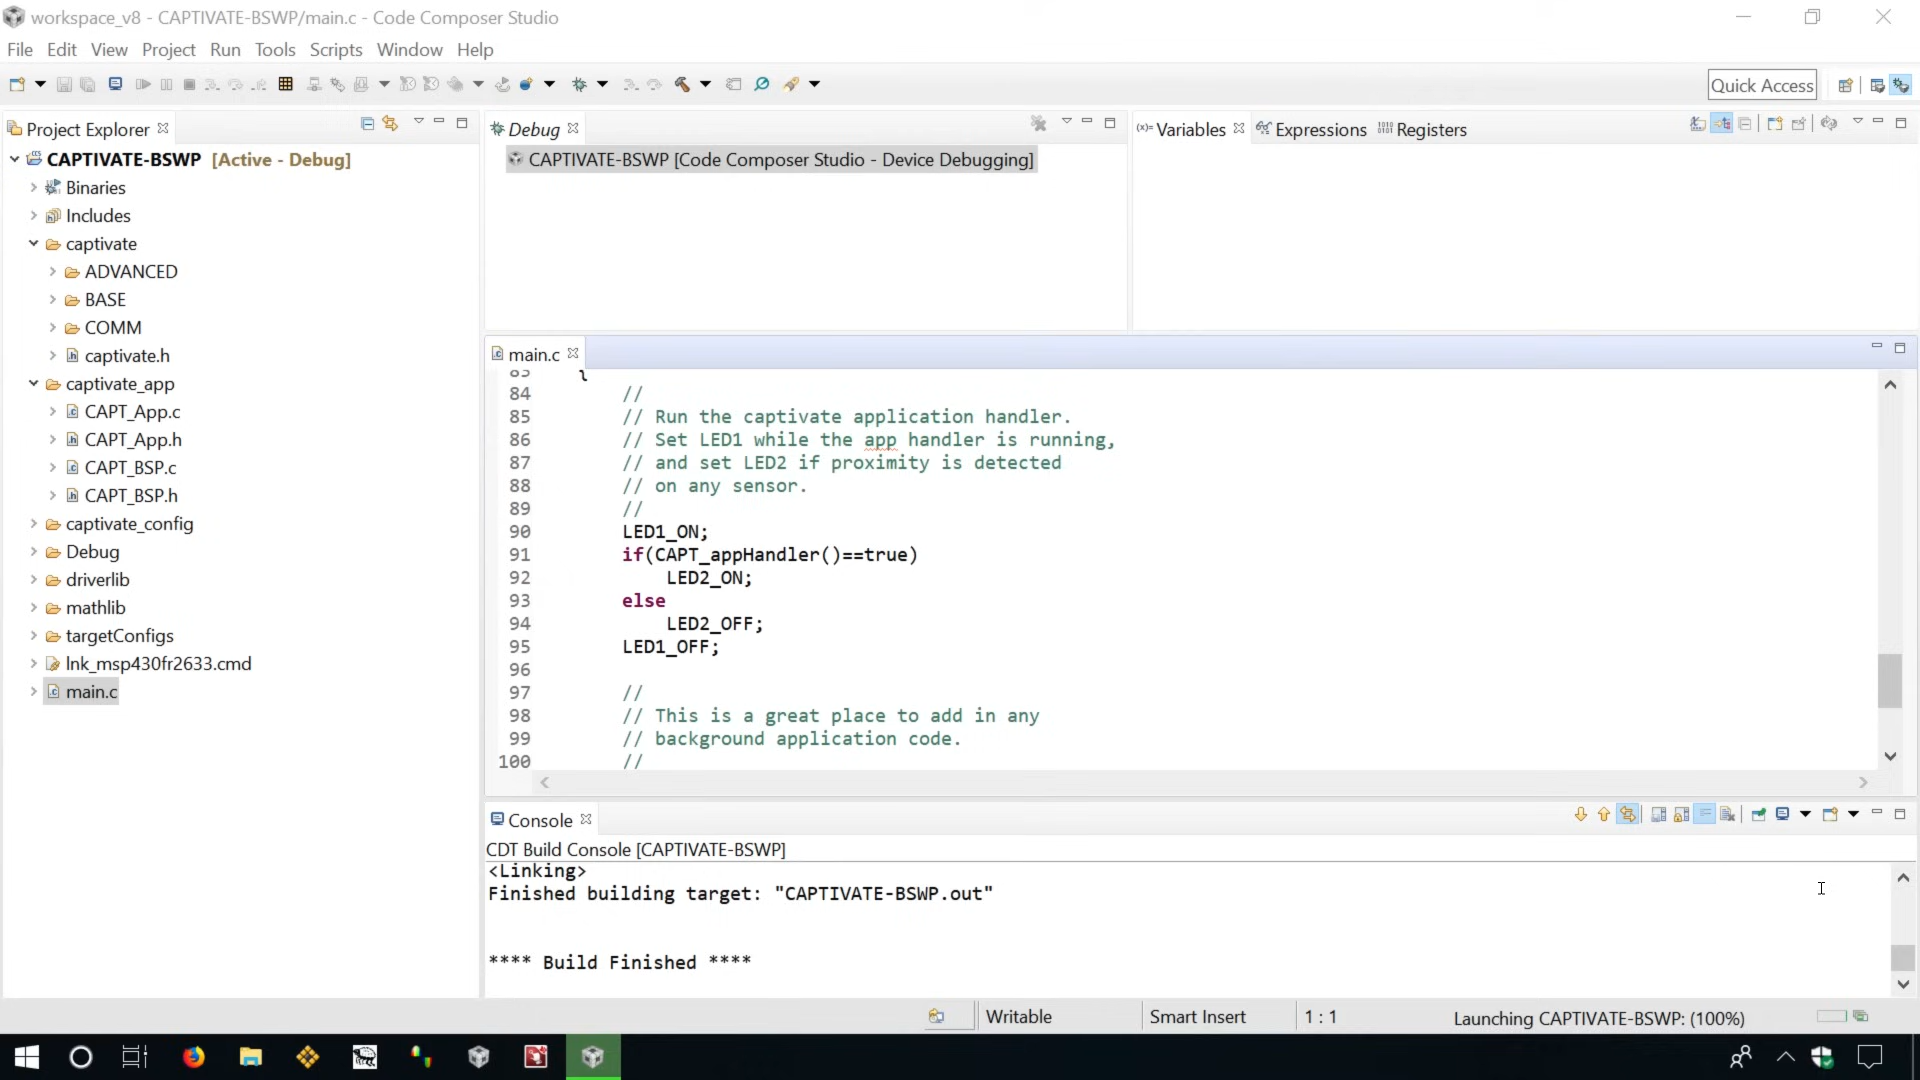 workspace_v8 - CAPTIVATE-BSWP/main.c - Code Composer Studio
File Edit View Project Run Tools Scripts Window Help
Quick Access
Project Explorer
CAPTIVATE-BSWP [Active - Debug]
Binaries
Includes
captivate
ADVANCED
BASE
COMM
captivate.h
captivate_app
CAPT_App.c
CAPT_App.h
CAPT_BSP.c
CAPT_BSP.h
captivate_config
Debug
driverlib
mathlib
targetConfigs
lnk_msp430fr2633.cmd
main.c
Debug
CAPTIVATE-BSWP [Code Composer Studio - Device Debugging]
(x)= Variables Expressions 1010 0101 Registers
main.c
83 {
84 //
85 // Run the captivate application handler.
86 // Set LED1 while the app handler is running,
87 // and set LED2 if proximity is detected
88 // on any sensor.
89 //
90 LED1_ON;
91 if(CAPT_appHandler()==true)
92 LED2_ON;
93 else
94 LED2_OFF;
95 LED1_OFF;
96
97 //
98 // This is a great place to add in any
99 // background application code.
100 //
Console
CDT Build Console [CAPTIVATE-BSWP]
<Linking>
Finished building target: "CAPTIVATE-BSWP.out"
**** Build Finished ****
Writable Smart Insert 1 : 1 Launching CAPTIVATE-BSWP: (100%)